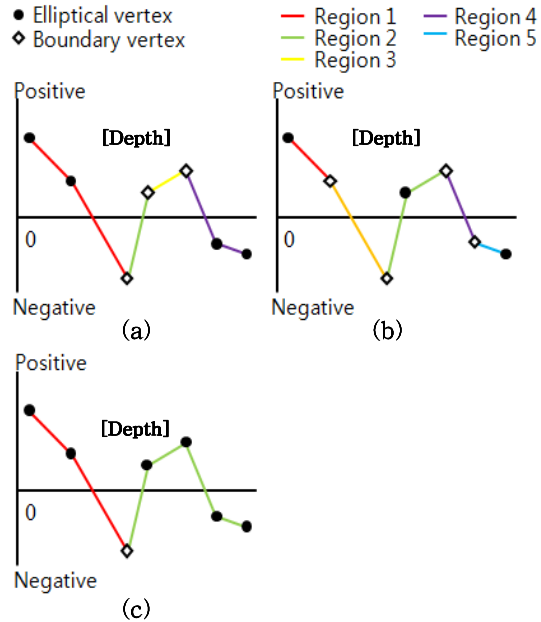 Elliptical vertex
Boundary vertex
Region 1
Region 2
Region 3
Region 4
Region 5
Positive
[Depth]
0
Negative
(a)
Positive
[Depth]
0
Negative
(b)
Positive
[Depth]
0
Negative
(c)